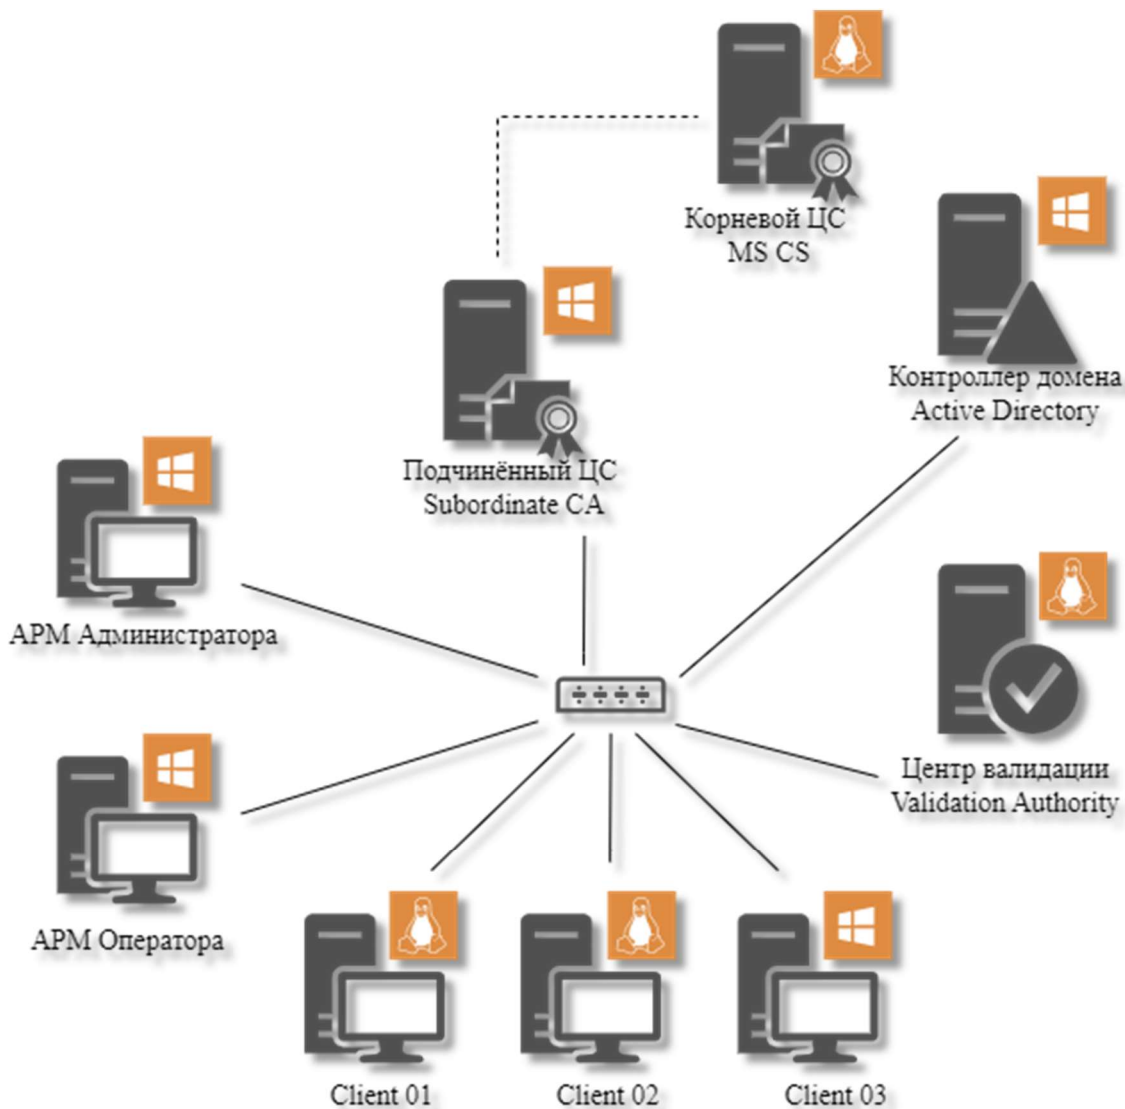 Корневой ЦС
MS CS
Контроллер домена
Active Directory
Подчинённый ЦС
Subordinate CA
АРМ Администратора
Центр валидации
Validation Authority
АРМ Оператора
Client 01
Client 02
Client 03